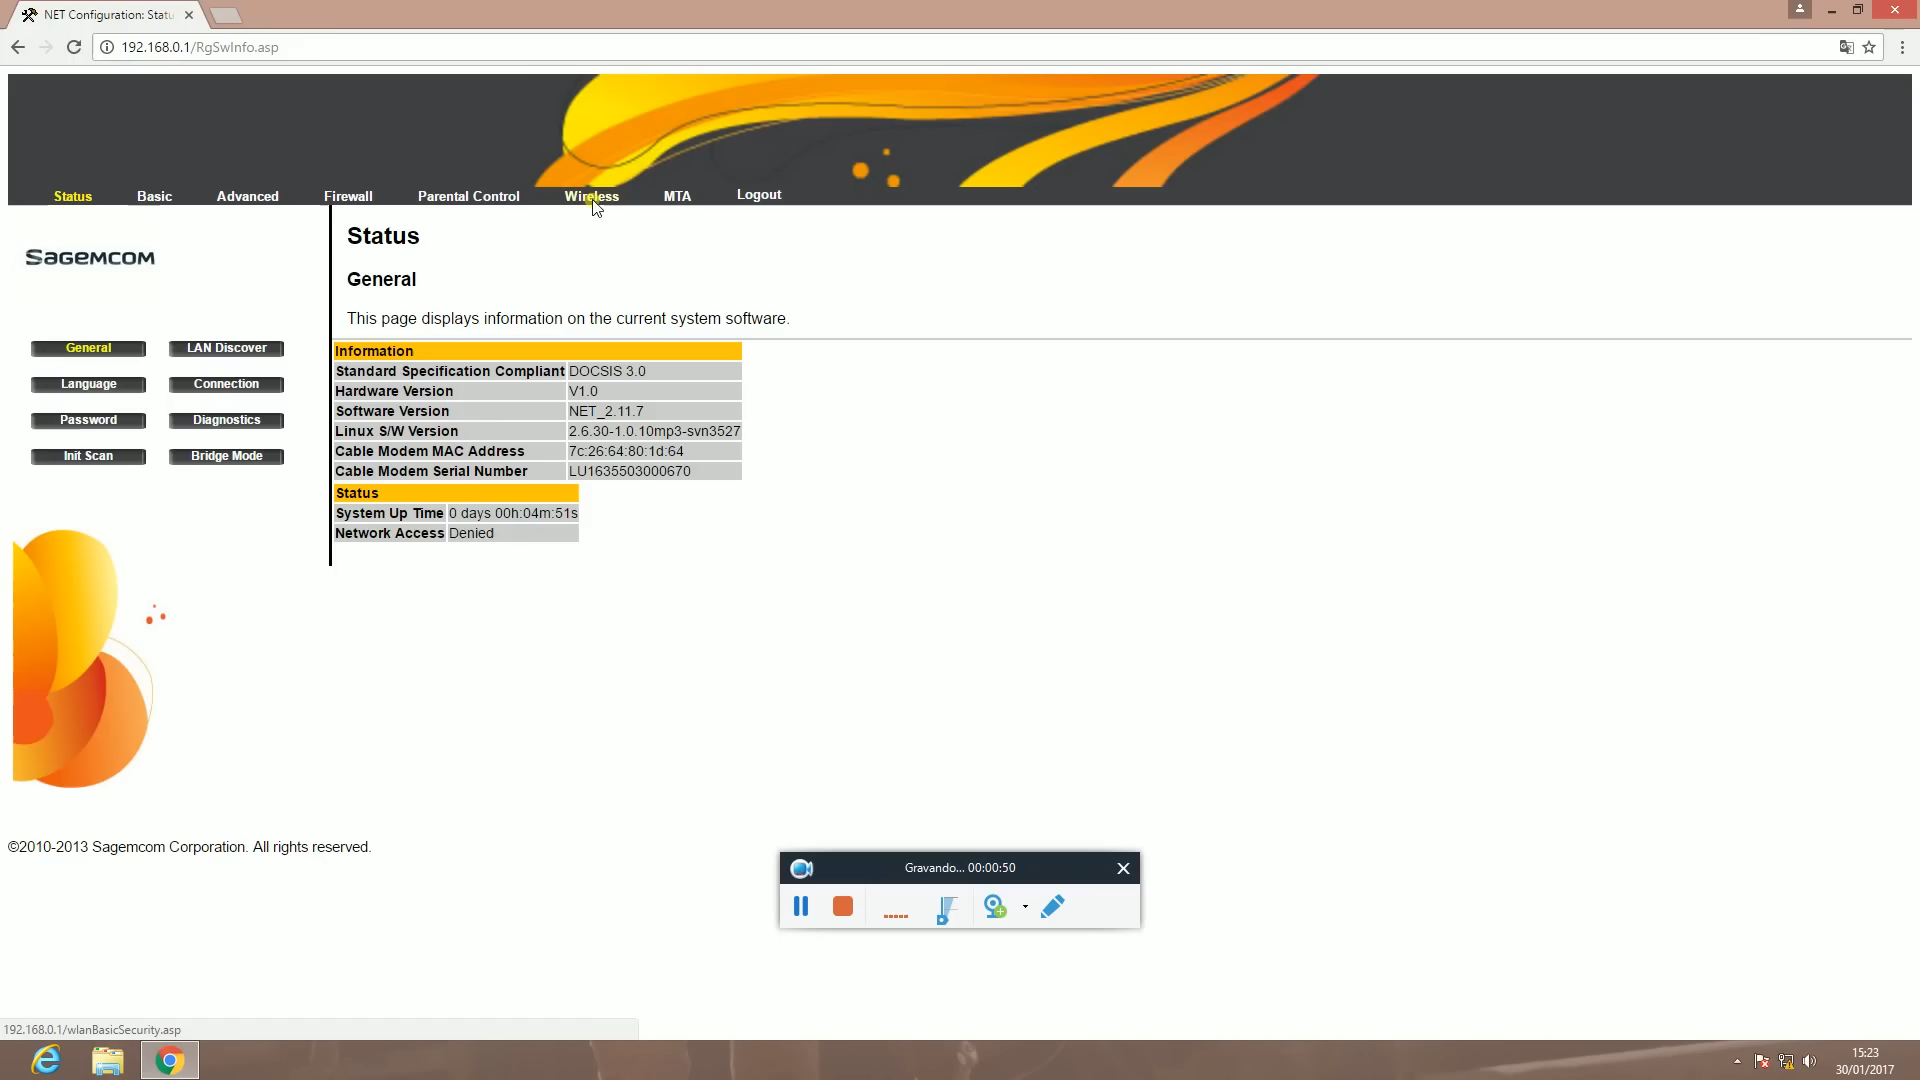 NET Configuration: Statu
192.168.0.1/RgSwInfo.asp
Status Basic Advanced Firewall Parental Control Wireless MTA Logout
SAGEMCOM
General LAN Discover
Language Connection
Password Diagnostics
Init Scan Bridge Mode
Status
General
This page displays information on the current system software.
Information
Standard Specification Compliant DOCSIS 3.0
Hardware Version V1.0
Software Version NET_2.11.7
Linux S/W Version 2.6.30-1.0.10mp3-svn3527
Cable Modem MAC Address 7c:26:64:80:1d:64
Cable Modem Serial Number LU1635503000670
Status
System Up Time 0 days 00h:04m:51s
Network Access Denied
©2010-2013 Sagemcom Corporation. All rights reserved.
Gravando... 00:00:50
192.168.0.1/wlanBasicSecurity.asp
15:23
30/01/2017